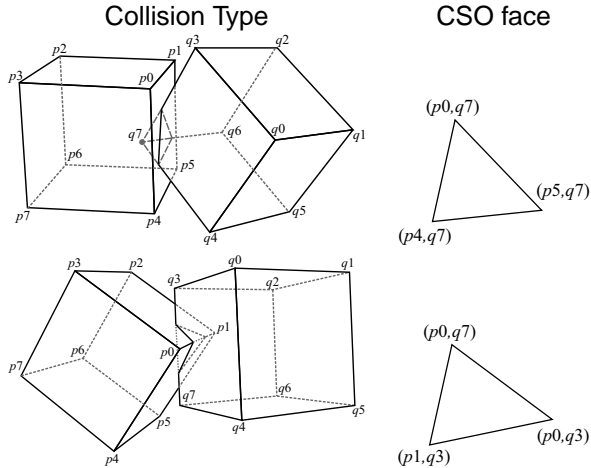 Collision Type
CSO face
p2
p1
q3
q2
p3
p0
(p0,q7)
q7
q6
q0
q1
p6
p5
(p5,q7)
p7
p4
q5
q4
(p4,q7)
p3
p2
q3
q0
q2
q1
p1
p0
(p0,q7)
p6
p7
q7
q6
q5
p5
q4
p4
(p0,q3)
(p1,q3)